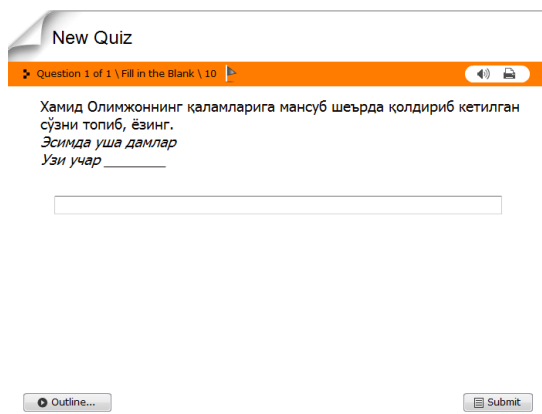 New Quiz
Question 1 of 1 \ Fill in the Blank \ 10
Хамид Олимжоннинг қаламларига мансуб шеърда қолдириб кетилган
сўзни топиб, ёзинг.
Эсимда уша дамлар
Узи учар ________
Outline...
Submit